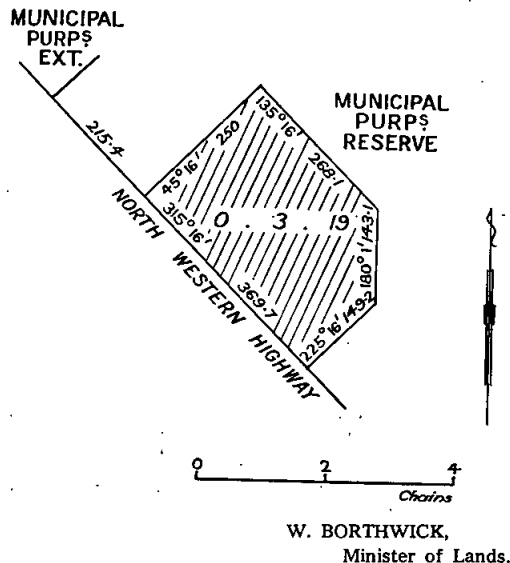 MUNICIPAL
PURPS
EXT.
215·4
MUNICIPAL
PURPS
RESERVE
135°16'
268·1
250
45°16'
315°16'
0 . 3 . 19
180°1' 143·1
369·7
225°16' 149·2
NORTH WESTERN HIGHWAY
0 2 4
Chains
W. BORTHWICK,
Minister of Lands.